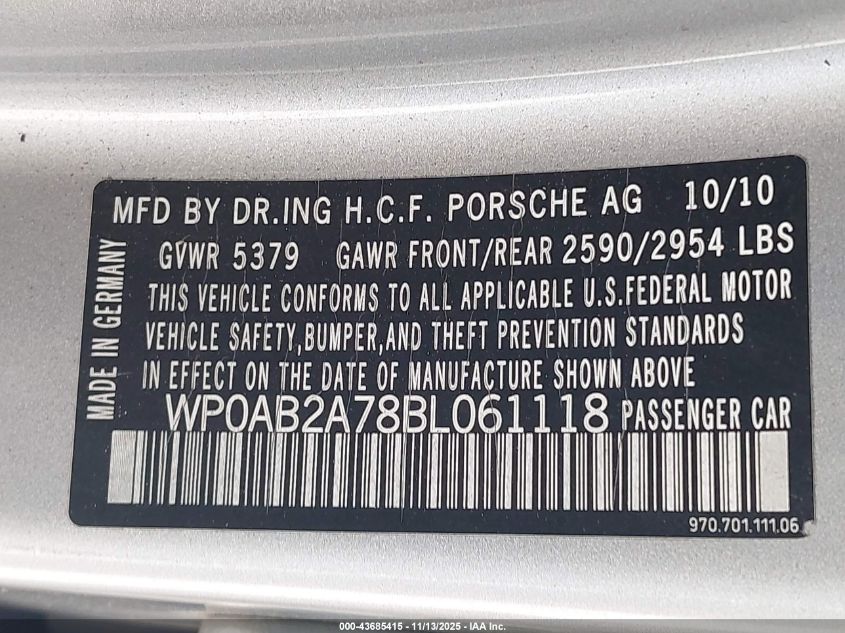 MFD BY DR.ING H.C.F. PORSCHE AG 10/10
GVWR 5379 GAWR FRONT/REAR 2590/2954 LBS
THIS VEHICLE CONFORMS TO ALL APPLICABLE U.S.FEDERAL MOTOR
VEHICLE SAFETY,BUMPER,AND THEFT PREVENTION STANDARDS
IN EFFECT ON THE DATE OF MANUFACTURE SHOWN ABOVE
WP0AB2A78BL061118 PASSENGER CAR
MADE IN GERMANY
970.701.111.06
000-43685415 - 11/13/2025 - IAA Inc.